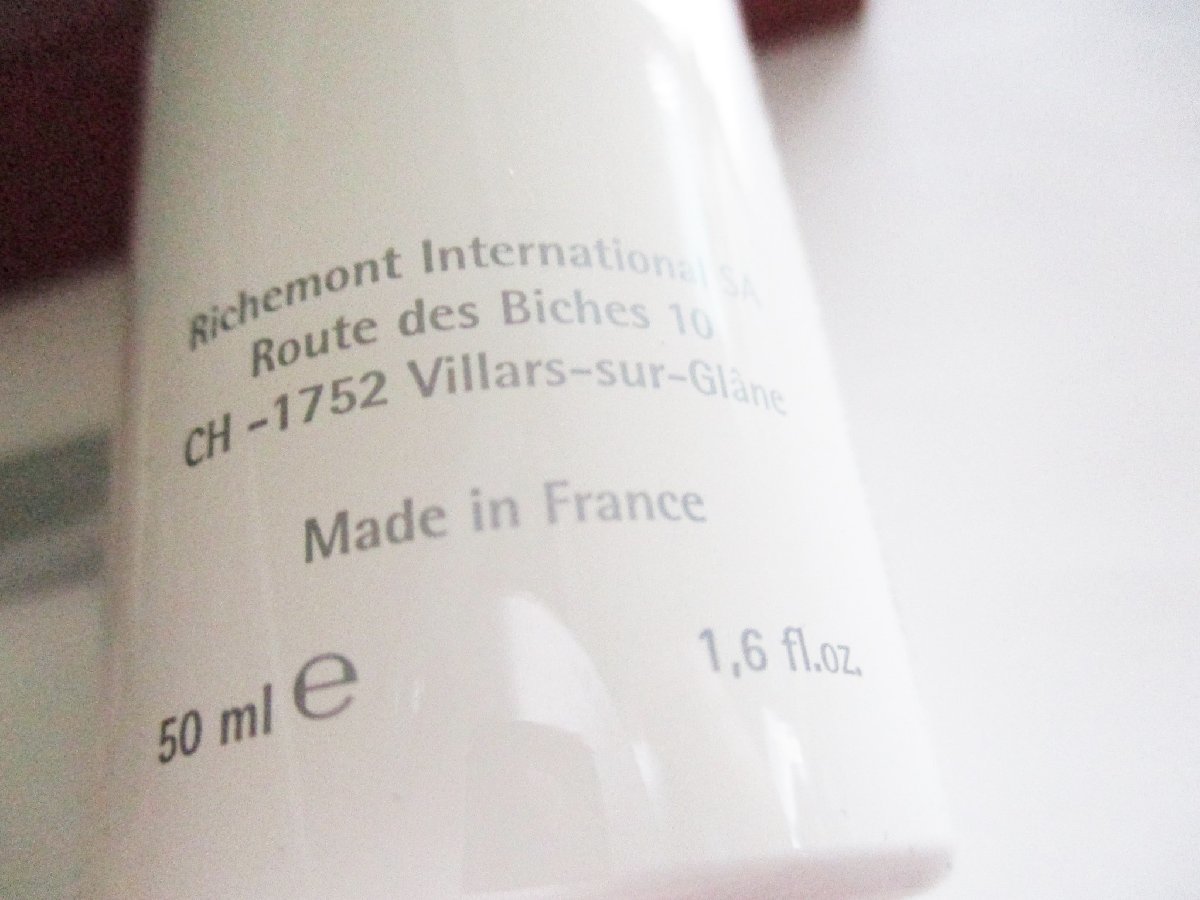 Richemont International SA
Route des Biches 10
CH -1752 Villars-sur-Glâne
Made in France
50 ml ℮ 1,6 fl.oz.